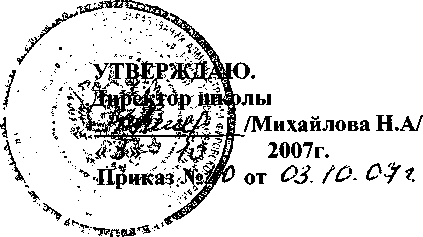 УТВЕРЖДАЮ.
Директор школы
/Михайлова Н.А/
2007г.
Приказ № от 03.10.07г.